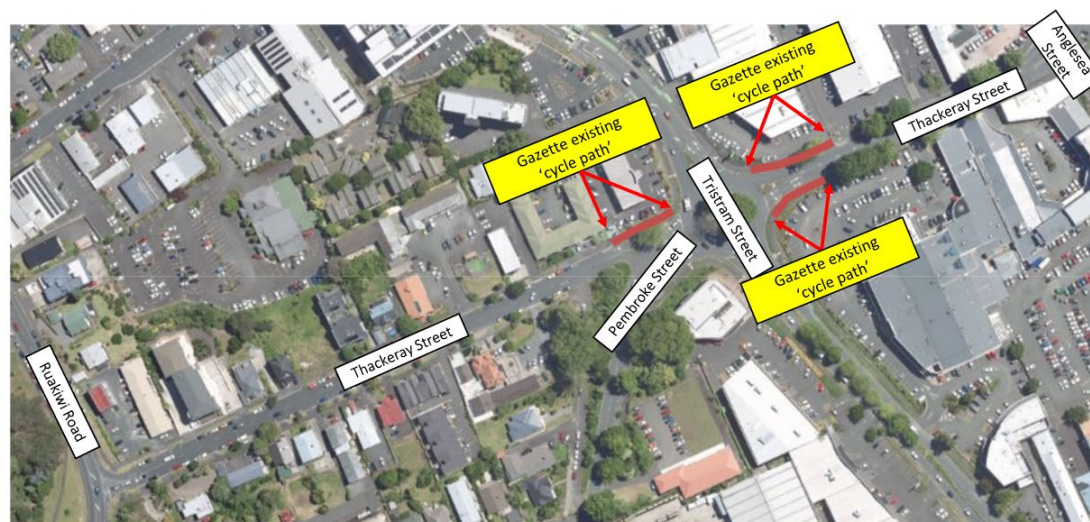 Gazette existing
'cycle path'
Anglesea
Street
Thackeray Street
Gazette existing
'cycle path'
Tristram Street
Gazette existing
'cycle path'
Pembroke Street
Thackeray Street
Ruakiwi Road